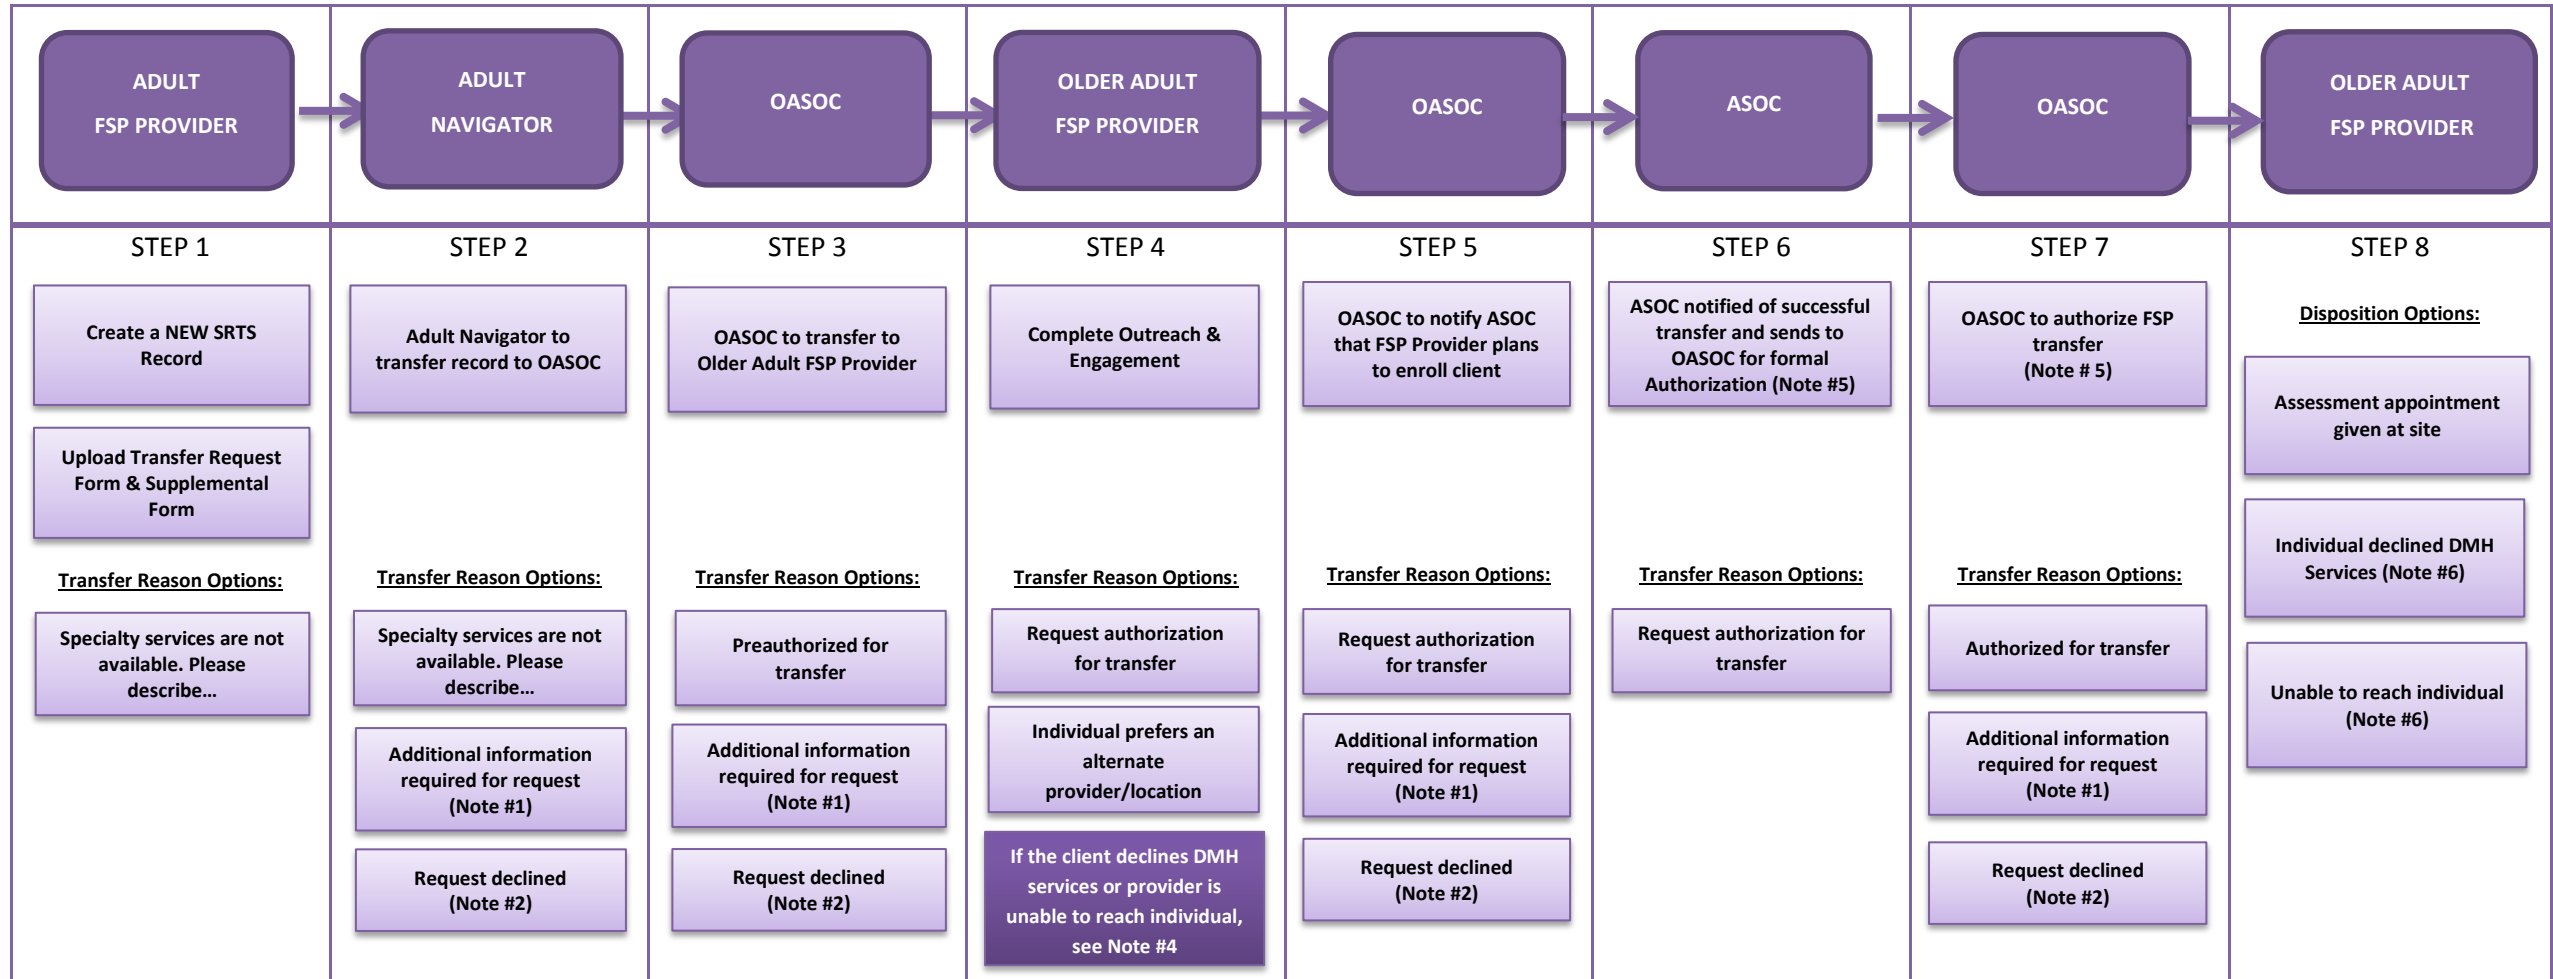 ADULT
FSP PROVIDER
ADULT
NAVIGATOR
OASOC
OLDER ADULT
FSP PROVIDER
OASOC
ASOC
OASOC
OLDER ADULT
FSP PROVIDER
STEP 1
Create a NEW SRTS
Record
Upload Transfer Request
Form & Supplemental
Form
Transfer Reason Options:
Specialty services are not
available. Please
describe…
STEP 2
Adult Navigator to
transfer record to OASOC
Transfer Reason Options:
Specialty services are not
available. Please
describe…
Additional information
required for request
(Note #1)
Request declined
(Note #2)
STEP 3
OASOC to transfer to
Older Adult FSP Provider
Transfer Reason Options:
Preauthorized for
transfer
Additional information
required for request
(Note #1)
Request declined
(Note #2)
STEP 4
Complete Outreach &
Engagement
Transfer Reason Options:
Request authorization
for transfer
Individual prefers an
alternate
provider/location
If the client declines DMH
services or provider is
unable to reach individual,
see Note #4
STEP 5
OASOC to notify ASOC
that FSP Provider plans
to enroll client
Transfer Reason Options:
Request authorization
for transfer
Additional information
required for request
(Note #1)
Request declined
(Note #2)
STEP 6
ASOC notified of successful
transfer and sends to
OASOC for formal
Authorization (Note #5)
Transfer Reason Options:
Request authorization for
transfer
STEP 7
OASOC to authorize FSP
transfer
(Note # 5)
Transfer Reason Options:
Authorized for transfer
Additional information
required for request
(Note #1)
Request declined
(Note #2)
STEP 8
Disposition Options:
Assessment appointment
given at site
Individual declined DMH
Services (Note #6)
Unable to reach individual
(Note #6)